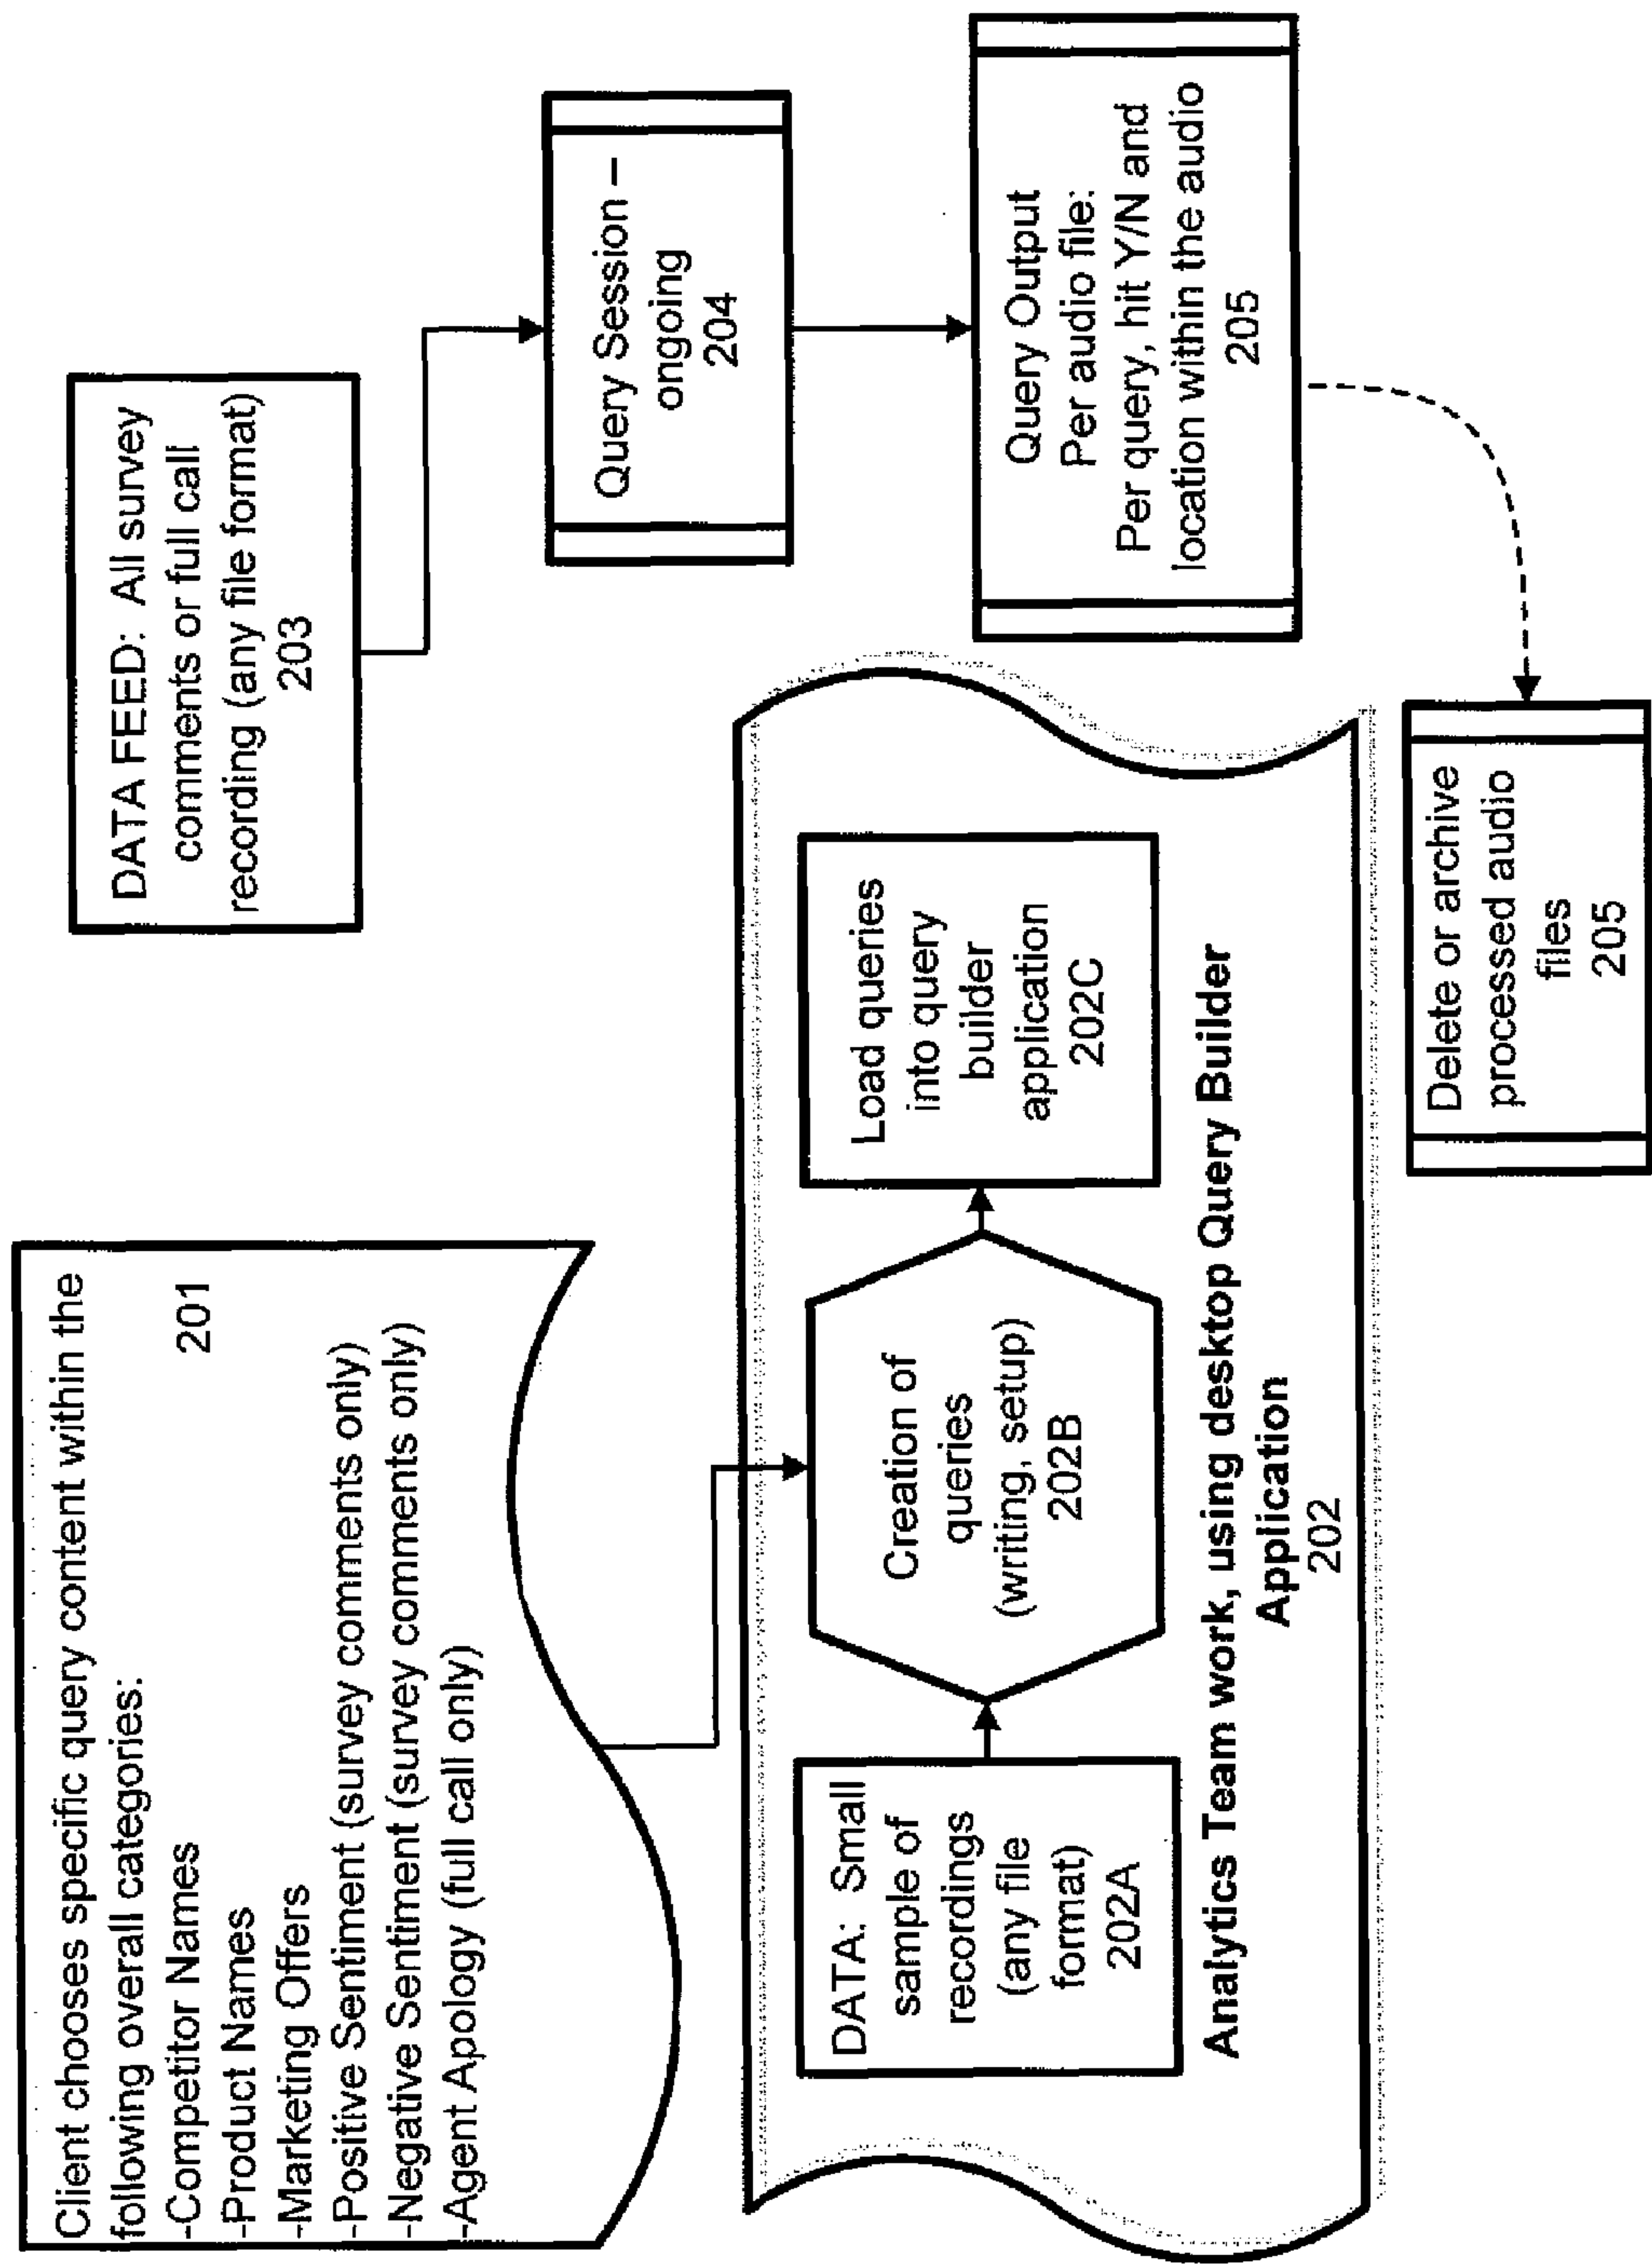 Client chooses specific query content within the
following overall categories:
-Competitor Names
201
-Product Names
-Marketing Offers
-Positive Sentiment (survey comments only)
-Negative Sentiment (survey comments only)
-Agent Apology (full call only)
DATA FEED: All survey
comments or full call
recording (any file format)
203
Query Session –
ongoing
204
Query Output
Per audio file:
Per query, hit Y/N and
location within the audio
205
DATA: Small
sample of
recordings
(any file
format)
202A
Creation of
queries
(writing, setup)
202B
Load queries
into query
builder
application
202C
Analytics Team work, using desktop Query Builder
Application
202
Delete or archive
processed audio
files
205